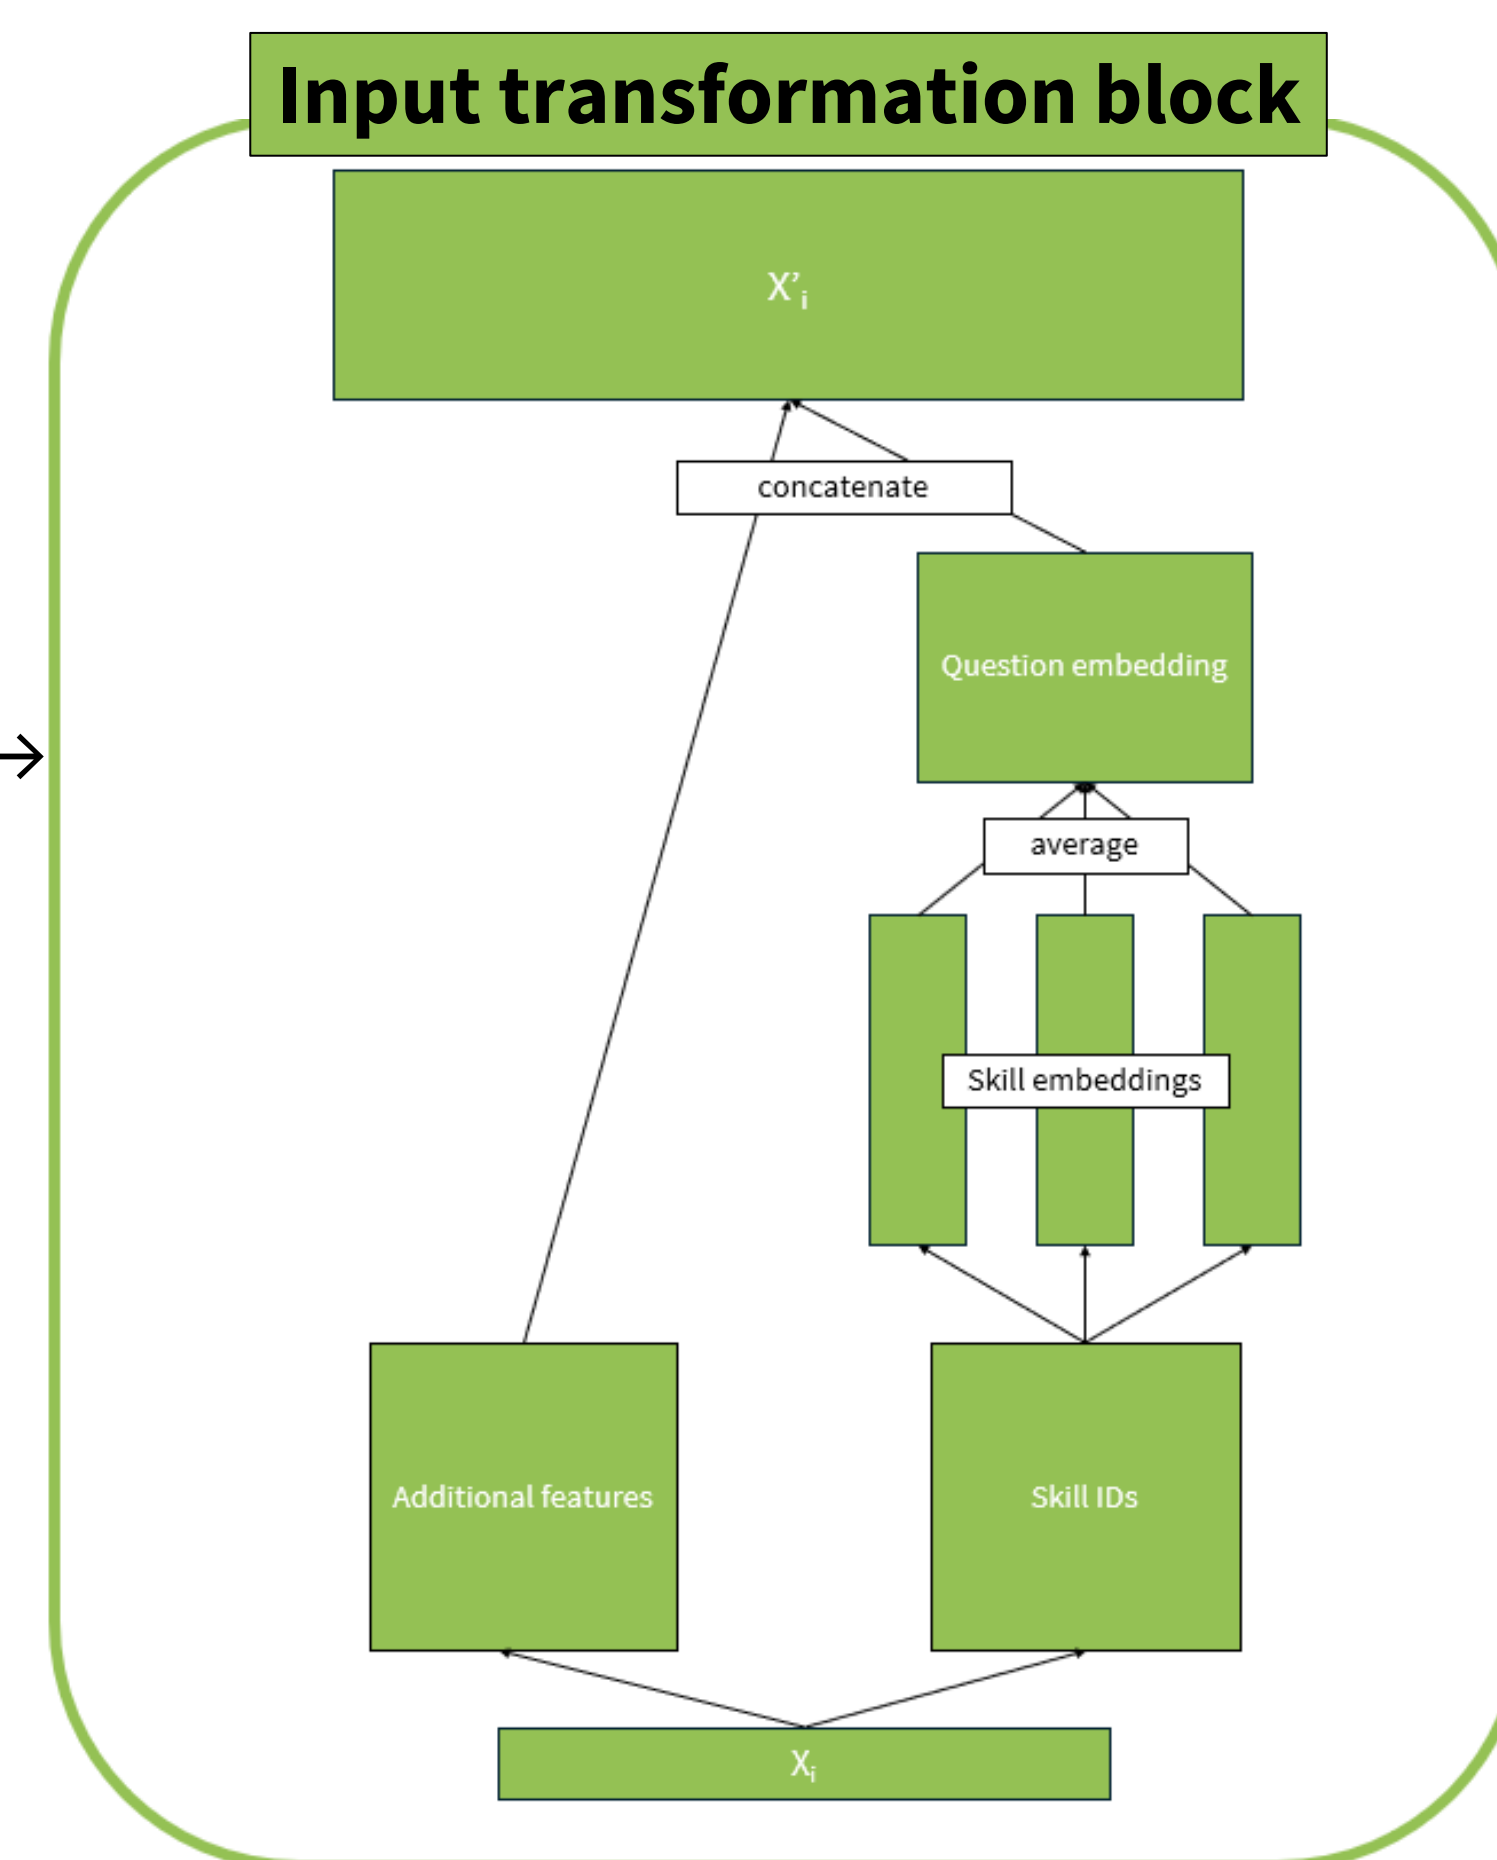 Input transformation block
X’i
concatenate
Question embedding
average
Skill embeddings
Additional features
Skill IDs
Xi